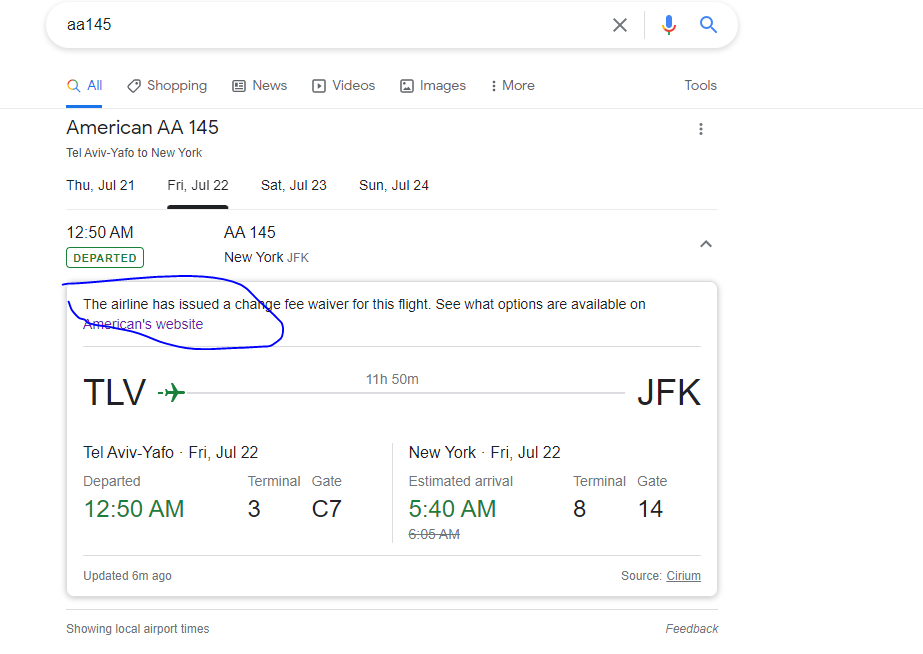 aa145
All Shopping News Videos Images More Tools
American AA 145
Tel Aviv-Yafo to New York
Thu, Jul 21 Fri, Jul 22 Sat, Jul 23 Sun, Jul 24
12:50 AM AA 145
DEPARTED New York JFK
The airline has issued a change fee waiver for this flight. See what options are available on
American's website
11h 50m
TLV JFK
Tel Aviv-Yafo · Fri, Jul 22 New York · Fri, Jul 22
Departed Terminal Gate Estimated arrival Terminal Gate
12:50 AM 3 C7 5:40 AM 8 14
6:05 AM
Updated 6m ago Source: Cirium
Showing local airport times Feedback